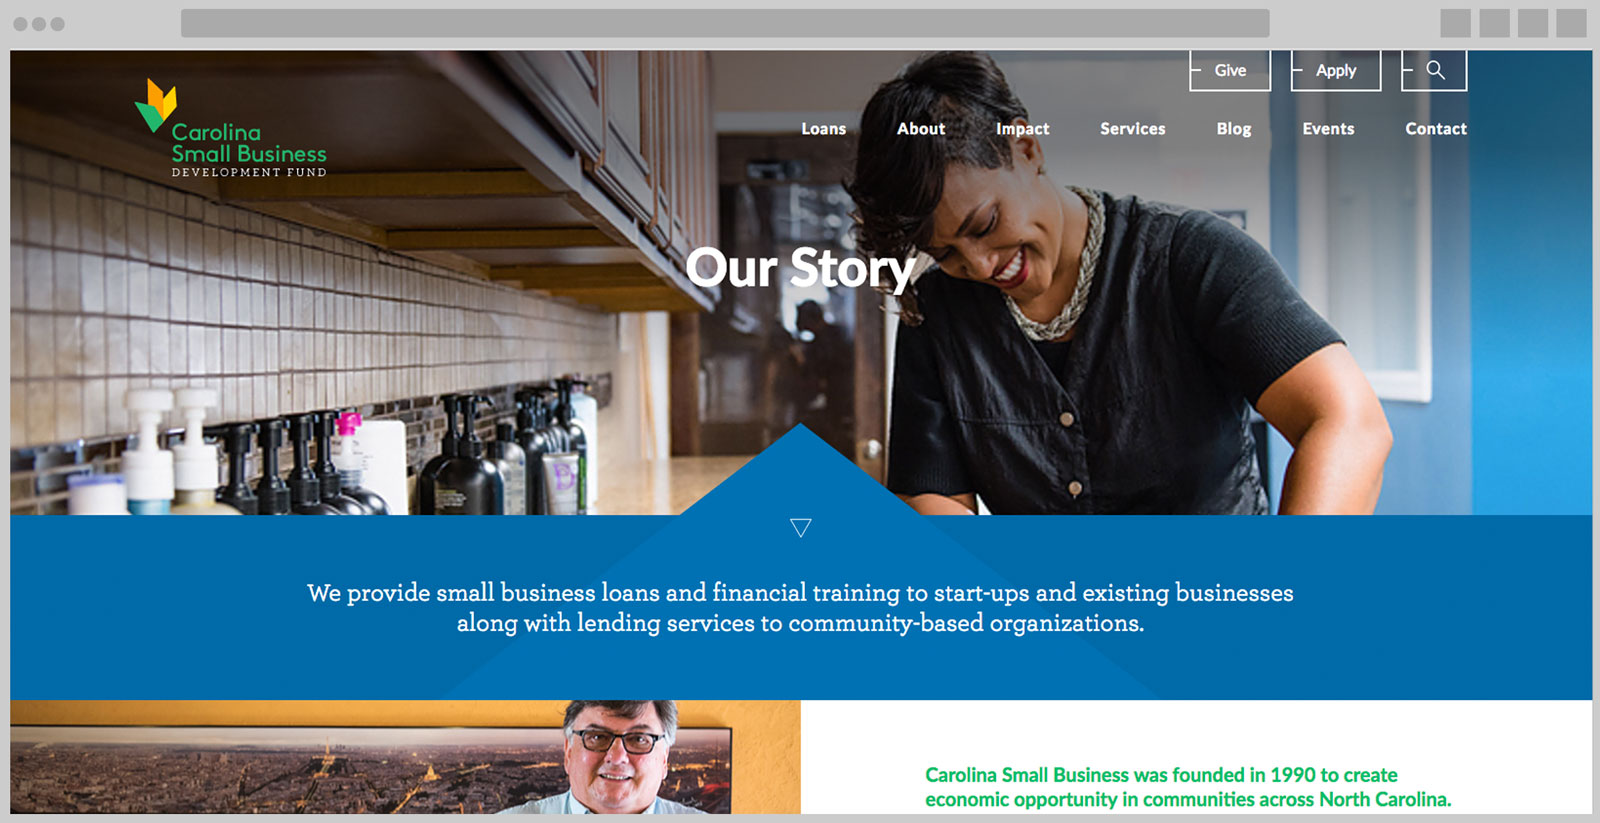 Give
Apply
Carolina
Small Business
DEVELOPMENT FUND
Loans
About
Impact
Services
Blog
Events
Contact
Our Story
We provide small business loans and financial training to start-ups and existing businesses
along with lending services to community-based organizations.
Carolina Small Business was founded in 1990 to create
economic opportunity in communities across North Carolina.